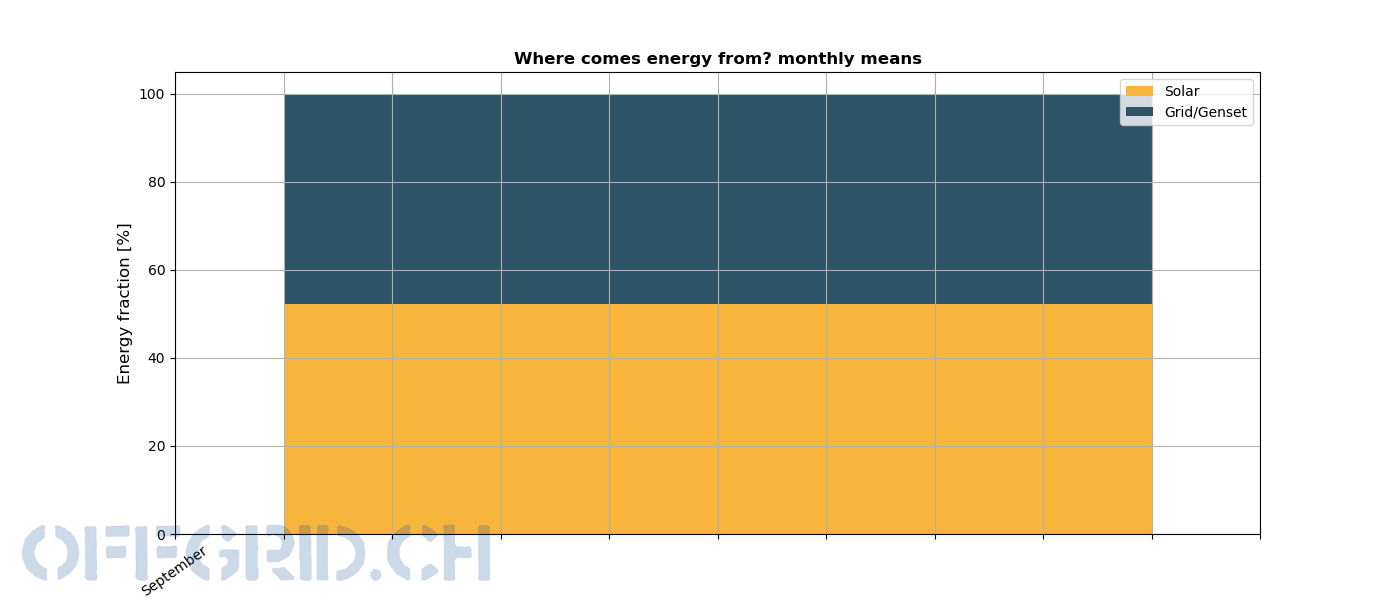 Where comes energy from? monthly means
Solar
Grid/Genset
100
80
60
40
20
0
Energy fraction [%]
September
OFFGRID.CH